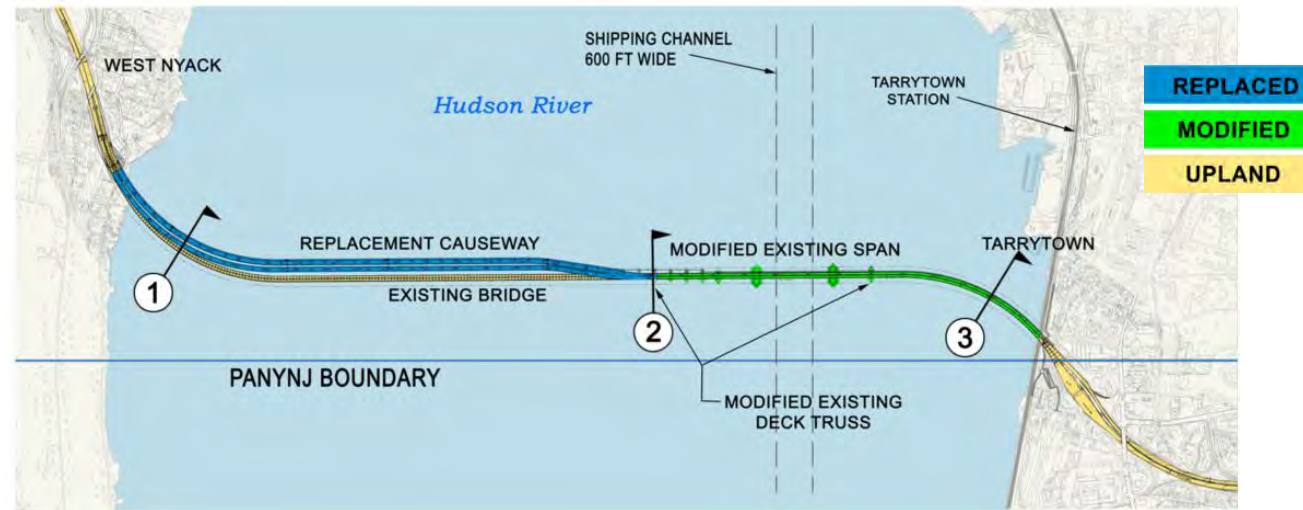 WEST NYACK
Hudson River
SHIPPING CHANNEL
600 FT WIDE
TARRYTOWN
STATION
REPLACED
MODIFIED
UPLAND
REPLACEMENT CAUSEWAY
MODIFIED EXISTING SPAN
TARRYTOWN
EXISTING BRIDGE
1
2
3
PANYNJ BOUNDARY
MODIFIED EXISTING
DECK TRUSS